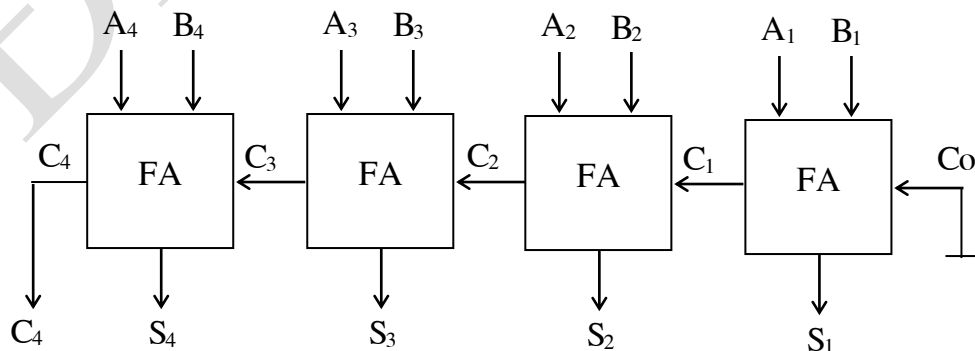 A₄ B₄ A₃ B₃ A₂ B₂ A₁ B₁
C₄ FA C₃ FA C₂ FA C₁ FA Co
C₄ S₄ S₃ S₂ S₁